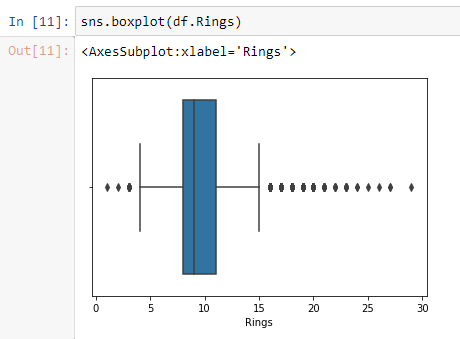 In [11]: sns.boxplot(df.Rings)
Out[11]: <AxesSubplot:xlabel='Rings'>
0 5 10 15 20 25 30
Rings